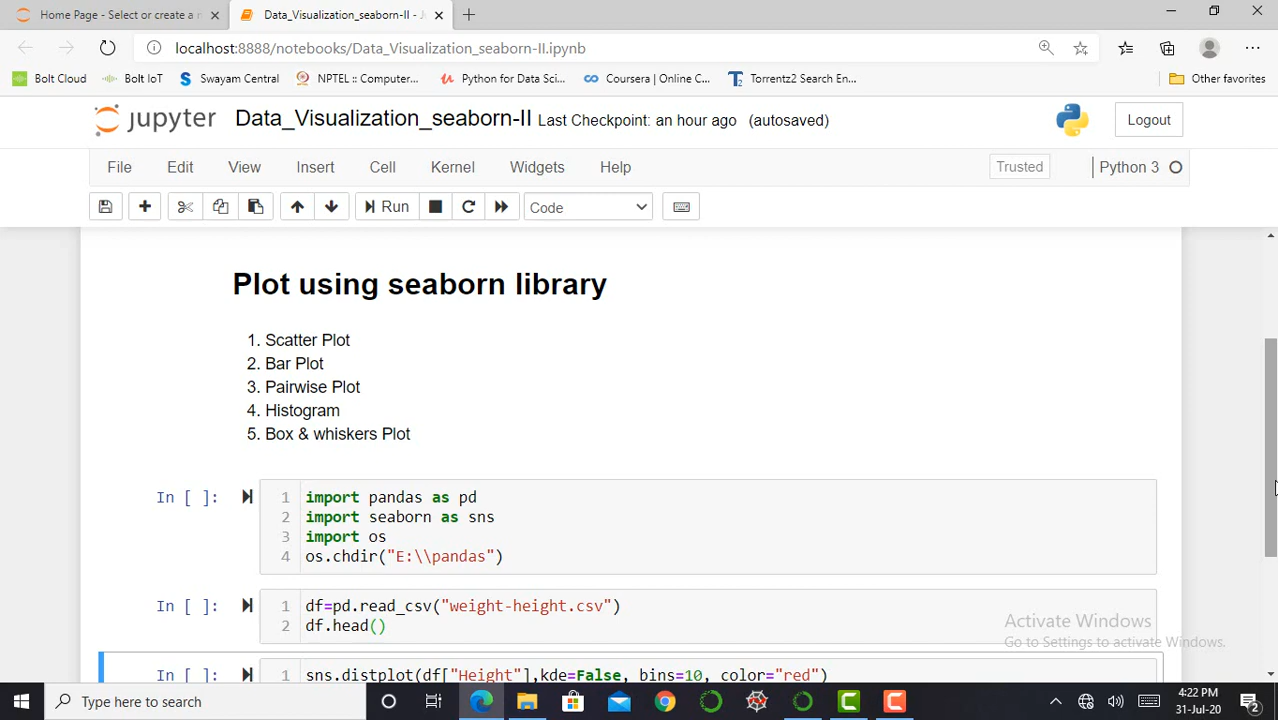 Home Page - Select or create a n
Data_Visualization_seaborn-II - J
localhost:8888/notebooks/Data_Visualization_seaborn-II.ipynb
Bolt Cloud
Bolt IoT
Swayam Central
NPTEL :: Computer...
Python for Data Sci...
Coursera | Online C...
Torrentz2 Search En...
Other favorites
jupyter Data_Visualization_seaborn-II Last Checkpoint: an hour ago (autosaved)
Logout
File Edit View Insert Cell Kernel Widgets Help
Trusted
Python 3
Run
Code
Plot using seaborn library
1. Scatter Plot
2. Bar Plot
3. Pairwise Plot
4. Histogram
5. Box & whiskers Plot
In [ ]:
1 import pandas as pd
2 import seaborn as sns
3 import os
4 os.chdir("E:\\pandas")
In [ ]:
1 df=pd.read_csv("weight-height.csv")
2 df.head()
Activate Windows
Go to Settings to activate Windows.
In [ ]:
1 sns.distplot(df["Height"],kde=False, bins=10, color="red")
Type here to search
4:22 PM
31-Jul-20
2